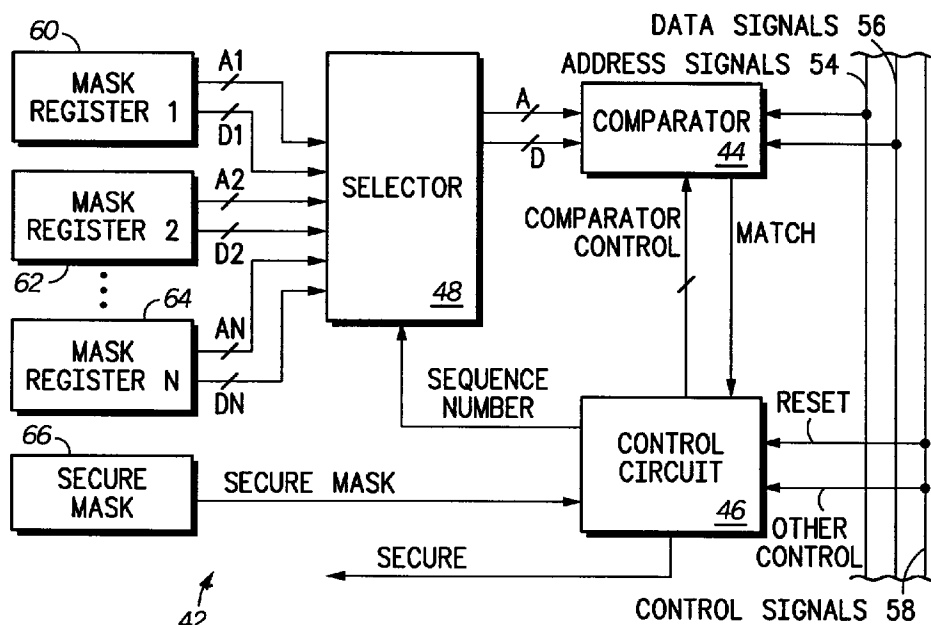 60
MASK
REGISTER 1
A1
D1
62
MASK
REGISTER 2
A2
D2
64
MASK
REGISTER N
AN
DN
66
SECURE
MASK
SECURE MASK
SELECTOR
48
SEQUENCE
NUMBER
A
D
COMPARATOR
44
COMPARATOR
CONTROL
MATCH
CONTROL
CIRCUIT
46
SECURE
42
DATA SIGNALS 56
ADDRESS SIGNALS 54
RESET
OTHER
CONTROL
CONTROL SIGNALS 58